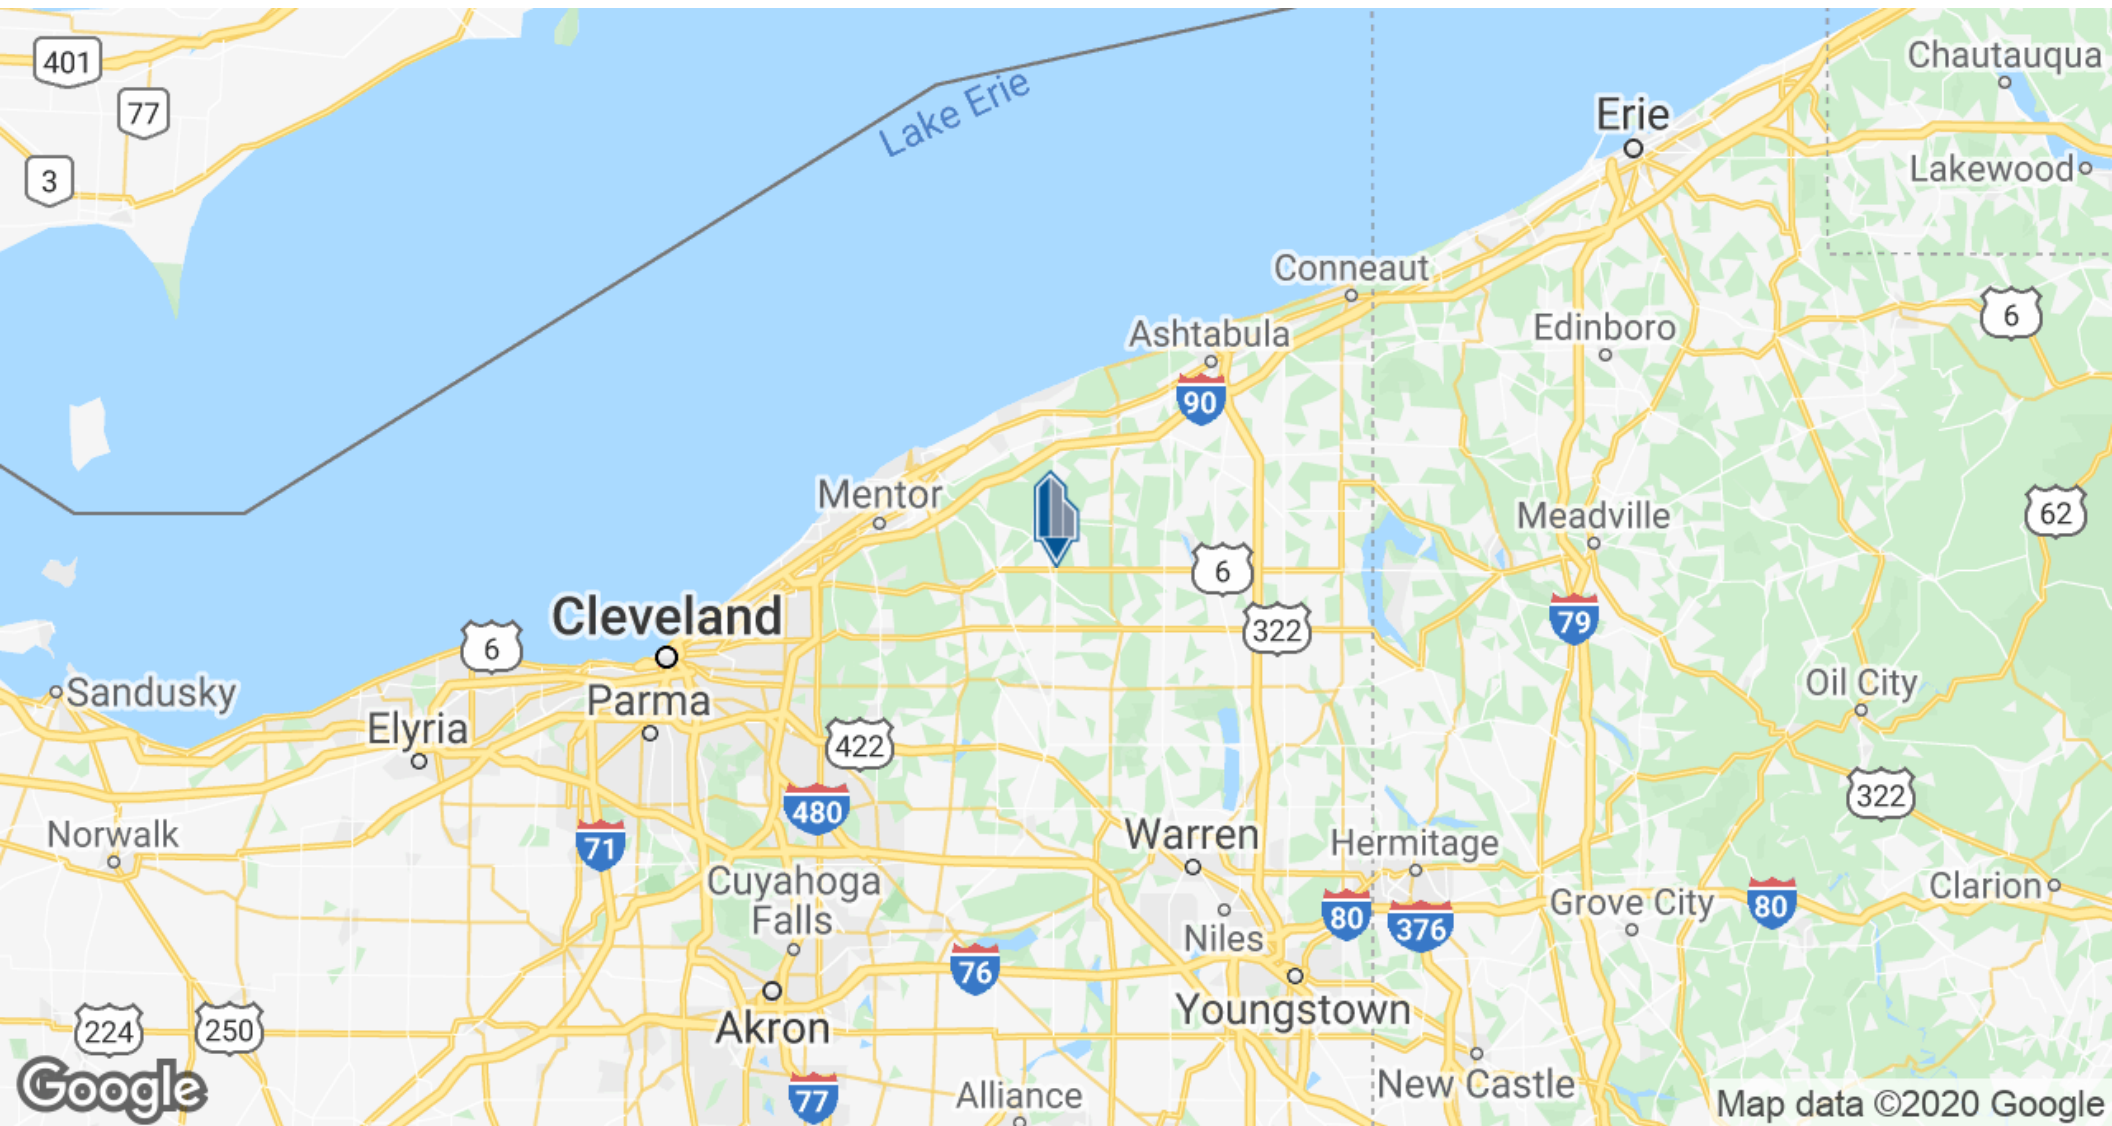 401
77
3
Lake Erie
Chautauqua
Erie
Lakewood
Conneaut
6
Edinboro
Ashtabula
90
Mentor
Meadville
62
6
Cleveland
322
79
6
Sandusky
Parma
Oil City
Elyria
422
322
480
Norwalk
71
Warren
Hermitage
Cuyahoga
Falls
80
376
Grove City
80
Clarion
Niles
76
Youngstown
Akron
224
250
New Castle
Alliance
77
Google
Map data ©2020 Google